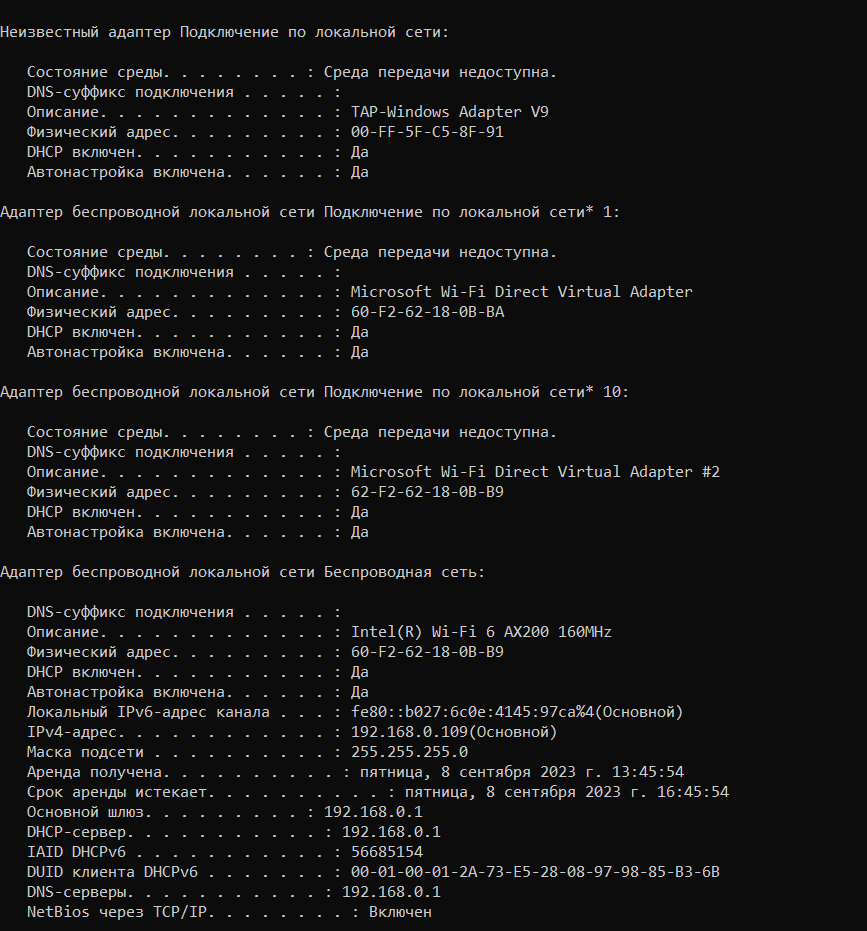 Неизвестный адаптер Подключение по локальной сети:
Состояние среды. . . . . . . . : Среда передачи недоступна.
DNS-суффикс подключения . . . . . :
Описание. . . . . . . . . . . . . : TAP-Windows Adapter V9
Физический адрес. . . . . . . . . : 00-FF-5F-C5-8F-91
DHCP включен. . . . . . . . . . . : Да
Автонастройка включена. . . . . . : Да
Адаптер беспроводной локальной сети Подключение по локальной сети* 1:
Состояние среды. . . . . . . . : Среда передачи недоступна.
DNS-суффикс подключения . . . . . :
Описание. . . . . . . . . . . . . : Microsoft Wi-Fi Direct Virtual Adapter
Физический адрес. . . . . . . . . : 60-F2-62-18-0B-BA
DHCP включен. . . . . . . . . . . : Да
Автонастройка включена. . . . . . : Да
Адаптер беспроводной локальной сети Подключение по локальной сети* 10:
Состояние среды. . . . . . . . : Среда передачи недоступна.
DNS-суффикс подключения . . . . . :
Описание. . . . . . . . . . . . . : Microsoft Wi-Fi Direct Virtual Adapter #2
Физический адрес. . . . . . . . . : 62-F2-62-18-0B-B9
DHCP включен. . . . . . . . . . . : Да
Автонастройка включена. . . . . . : Да
Адаптер беспроводной локальной сети Беспроводная сеть:
DNS-суффикс подключения . . . . . :
Описание. . . . . . . . . . . . . : Intel(R) Wi-Fi 6 AX200 160MHz
Физический адрес. . . . . . . . . : 60-F2-62-18-0B-B9
DHCP включен. . . . . . . . . . . : Да
Автонастройка включена. . . . . . : Да
Локальный IPv6-адрес канала . . . : fe80::b027:6c0e:4145:97ca%4(Основной)
IPv4-адрес. . . . . . . . . . . . : 192.168.0.109(Основной)
Маска подсети . . . . . . . . . . : 255.255.255.0
Аренда получена. . . . . . . . . . : пятница, 8 сентября 2023 г. 13:45:54
Срок аренды истекает. . . . . . . . . . : пятница, 8 сентября 2023 г. 16:45:54
Основной шлюз. . . . . . . . . : 192.168.0.1
DHCP-сервер. . . . . . . . . . . : 192.168.0.1
IAID DHCPv6 . . . . . . . . . . . : 56685154
DUID клиента DHCPv6 . . . . . . . : 00-01-00-01-2A-73-E5-28-08-97-98-85-B3-6B
DNS-серверы. . . . . . . . . . . : 192.168.0.1
NetBios через TCP/IP. . . . . . . . : Включен